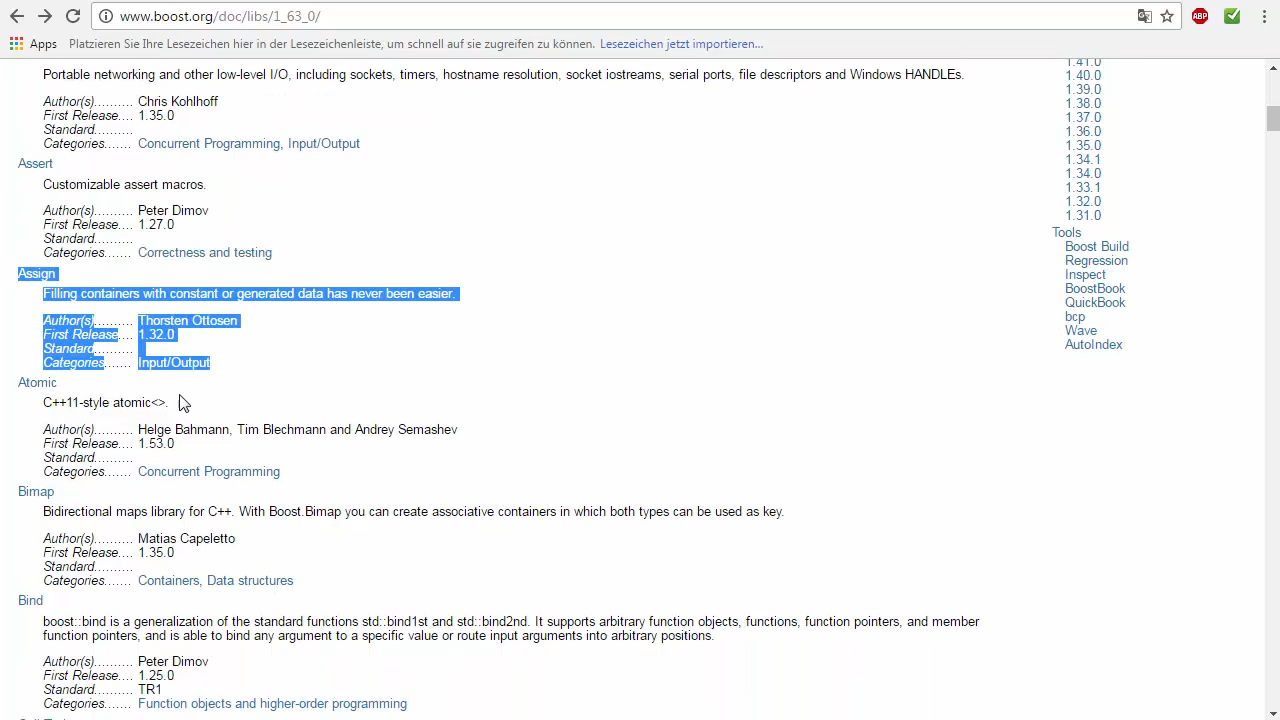 www.boost.org/doc/libs/1_63_0/
ABP
Apps Platzieren Sie Ihre Lesezeichen hier in der Lesezeichenleiste, um schnell auf sie zugreifen zu können. Lesezeichen jetzt importieren...
Portable networking and other low-level I/O, including sockets, timers, hostname resolution, socket iostreams, serial ports, file descriptors and Windows HANDLEs.
Author(s)......... Chris Kohlhoff
First Release.... 1.35.0
Standard.........
Categories....... Concurrent Programming, Input/Output
Assert
Customizable assert macros.
Author(s)......... Peter Dimov
First Release.... 1.27.0
Standard.........
Categories....... Correctness and testing
Assign
Filling containers with constant or generated data has never been easier.
Author(s)......... Thorsten Ottosen
First Release.... 1.32.0
Standard.........
Categories....... Input/Output
Atomic
C++11-style atomic<>.
Author(s)......... Helge Bahmann, Tim Blechmann and Andrey Semashev
First Release.... 1.53.0
Standard.........
Categories....... Concurrent Programming
Bimap
Bidirectional maps library for C++. With Boost.Bimap you can create associative containers in which both types can be used as key.
Author(s)......... Matias Capeletto
First Release.... 1.35.0
Standard.........
Categories....... Containers, Data structures
Bind
boost::bind is a generalization of the standard functions std::bind1st and std::bind2nd. It supports arbitrary function objects, functions, function pointers, and member
function pointers, and is able to bind any argument to a specific value or route input arguments into arbitrary positions.
Author(s)......... Peter Dimov
First Release.... 1.25.0
Standard......... TR1
Categories....... Function objects and higher-order programming
1.41.0
1.40.0
1.39.0
1.38.0
1.37.0
1.36.0
1.35.0
1.34.1
1.34.0
1.33.1
1.32.0
1.31.0
Tools
Boost Build
Regression
Inspect
BoostBook
QuickBook
bcp
Wave
AutoIndex